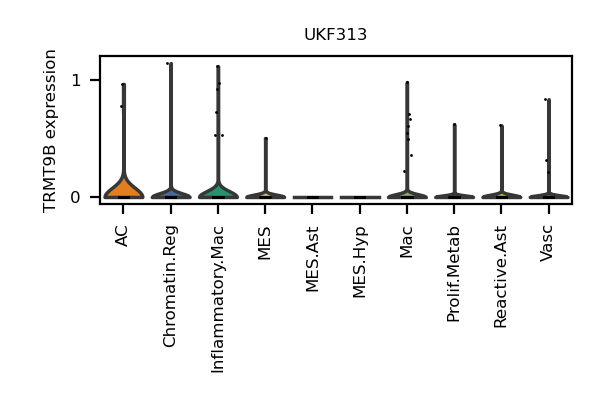 UKF313
TRMT9B expression
1
0
AC
Chromatin.Reg
Inflammatory.Mac
MES
MES.Ast
MES.Hyp
Mac
Prolif.Metab
Reactive.Ast
Vasc